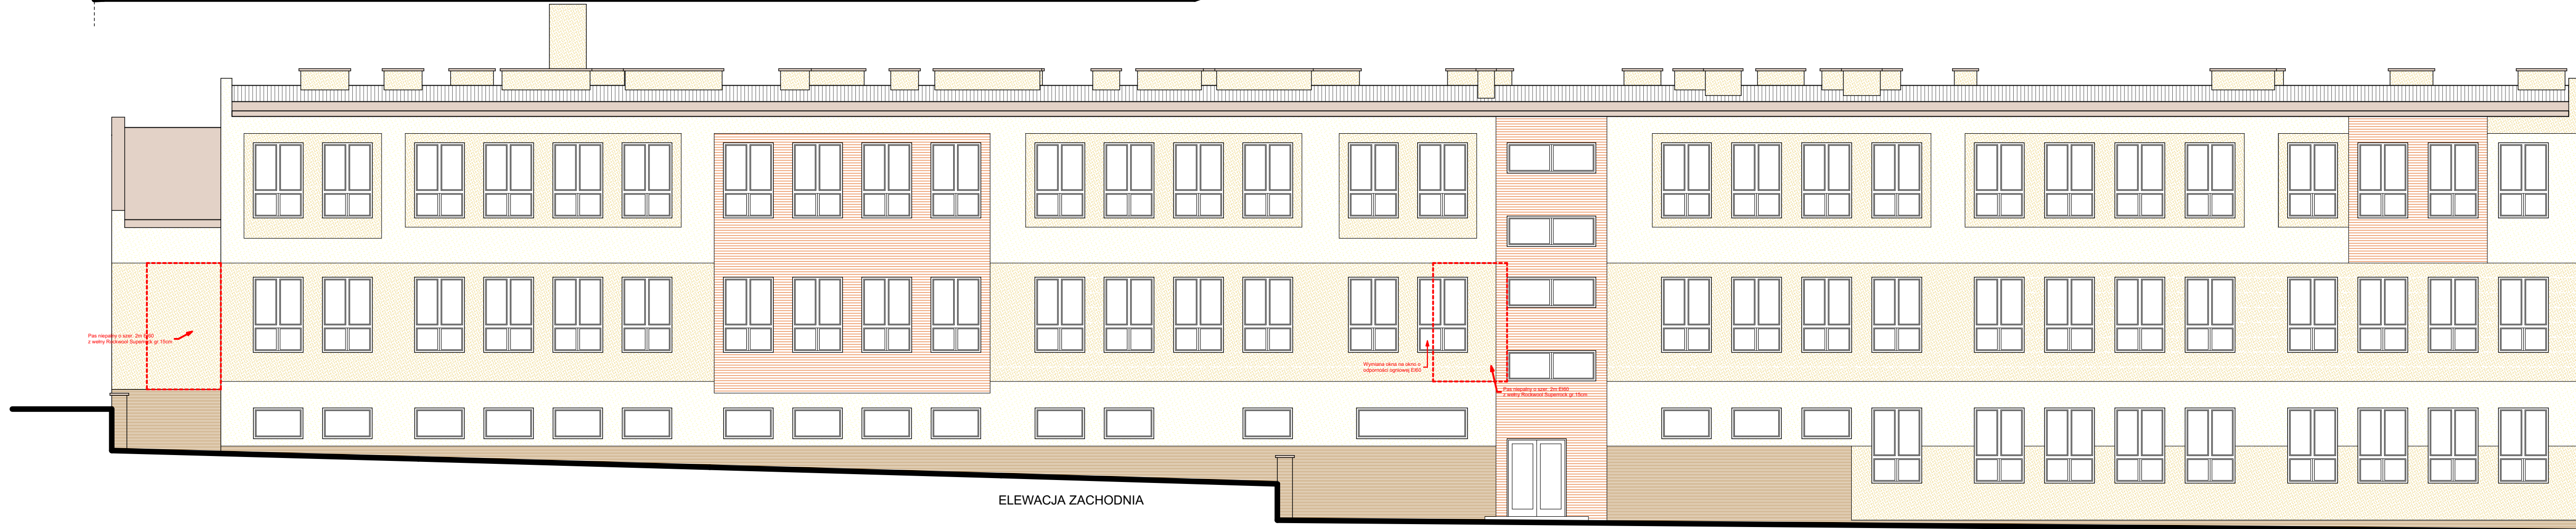 Pas niepalny o szer. 2m EI60
z wełny Rockwool Superrock gr.15cm
Wymiana okna na okno o
odporności ogniowej EI60
Pas niepalny o szer. 2m EI60
z wełny Rockwool Superrock gr.15cm
ELEWACJA ZACHODNIA